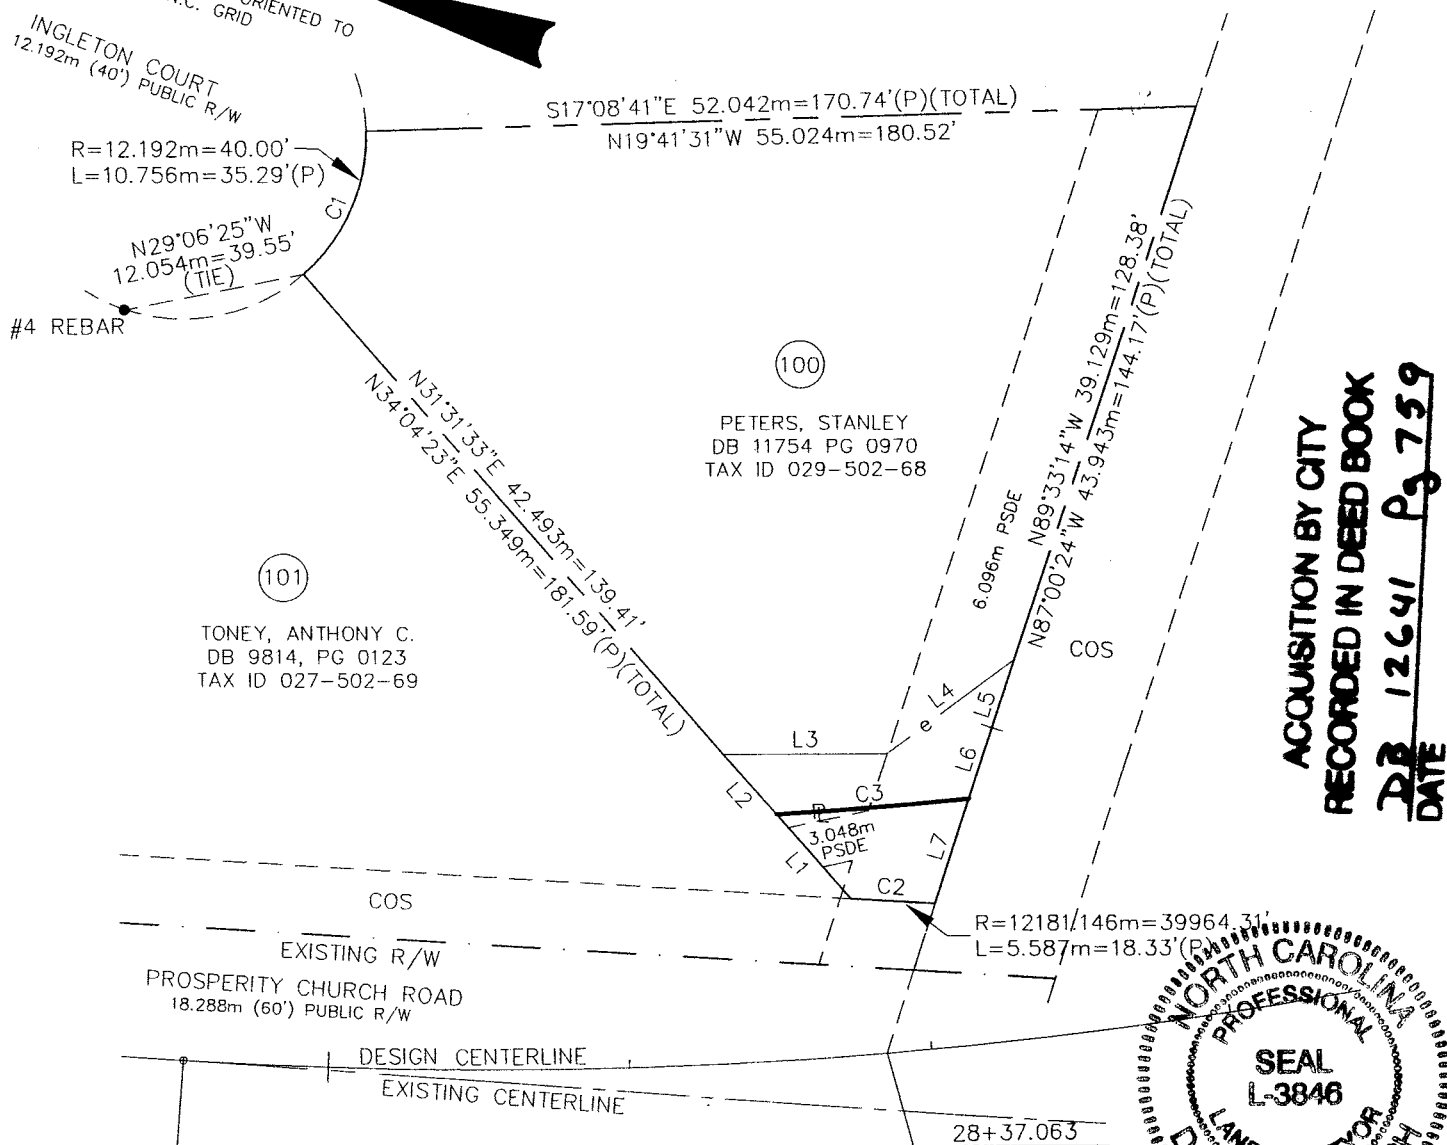 ORIENTED TO
N.C. GRID
INGLETON COURT
12.192m (40') PUBLIC R/W
S17°08'41"E 52.042m=170.74'(P)(TOTAL)
N19°41'31"W 55.024m=180.52'
R=12.192m=40.00'
L=10.756m=35.29'(P)
C1
N29°06'25"W
12.054m=39.55'
(TIE)
#4 REBAR
N31°31'33"E 42.493m=139.41'
N34°04'23"E 55.349m=181.59'(P)(TOTAL)
100
PETERS, STANLEY
DB 11754 PG 0970
TAX ID 029-502-68
N89°33'14"W 39.129m=128.38'
N87°00'24"W 43.943m=144.17'(P)(TOTAL)
6.096m PSDE
COS
101
TONEY, ANTHONY C.
DB 9814, PG 0123
TAX ID 027-502-69
ACQUISITION BY CITY
RECORDED IN DEED BOOK
DB 12641 Pg 759
DATE
L4
e
L5
L3
L6
L2
C3
PL
3.048m
PSDE
L7
L1
C2
COS
R=12181/146m=39964.31'
L=5.587m=18.33'(P)
EXISTING R/W
PROSPERITY CHURCH ROAD
18.288m (60') PUBLIC R/W
DESIGN CENTERLINE
EXISTING CENTERLINE
28+37.063
NORTH CAROLINA
PROFESSIONAL
SEAL
L-3846